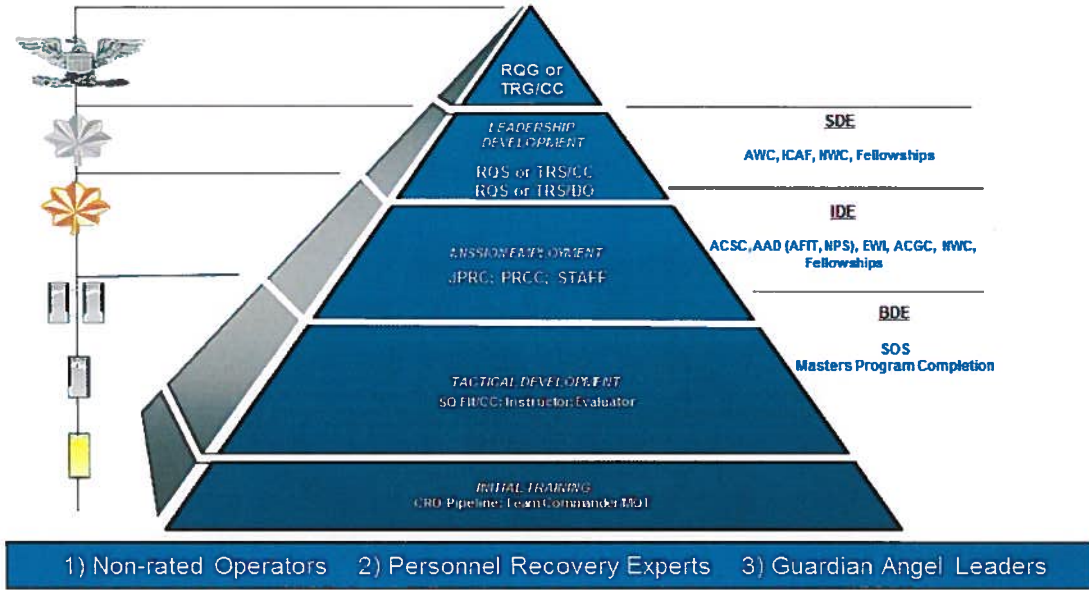 RQG or
TRG/CC
LEADERSHIP
DEVELOPMENT
RQS or TRS/CC
RQS or TRS/DO
MISSION EMPLOYMENT
JPRC; PRCC; STAFF
TACTICAL DEVELOPMENT
SQ Flt/CC; Instructor; Evaluator
INITIAL TRAINING
CRO Pipeline; Team Commander/MQT
SDE
AWC, ICAF, NWC, Fellowships
IDE
ACSC, AAD (AFIT, NPS), EWI, ACGC, NWC,
Fellowships
BDE
SOS
Masters Program Completion
1) Non-rated Operators 2) Personnel Recovery Experts 3) Guardian Angel Leaders